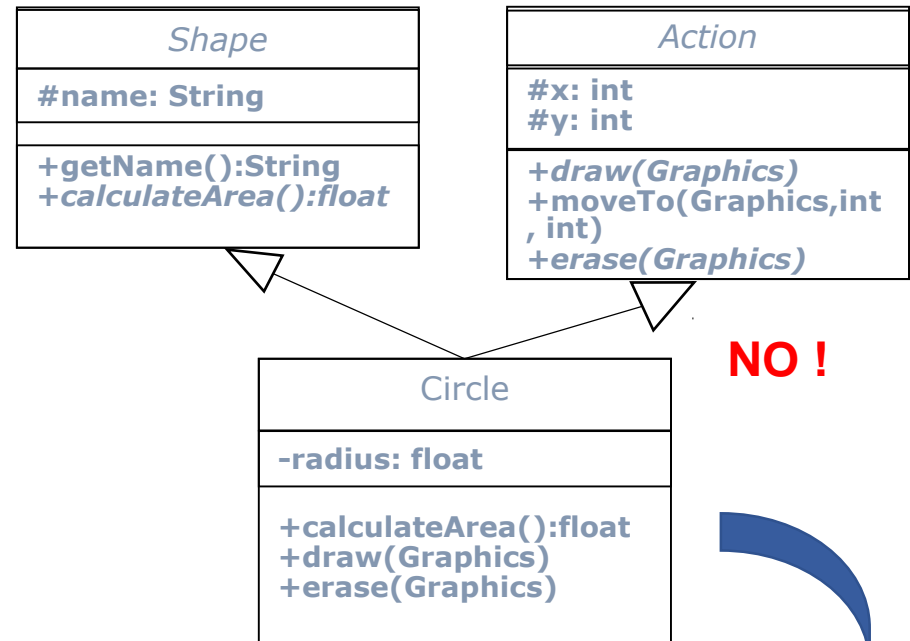 Shape
#name: String
+getName():String
+calculateArea():float
Action
#x: int
#y: int
+draw(Graphics)
+moveTo(Graphics,int
, int)
+erase(Graphics)
NO !
Circle
-radius: float
+calculateArea():float
+draw(Graphics)
+erase(Graphics)